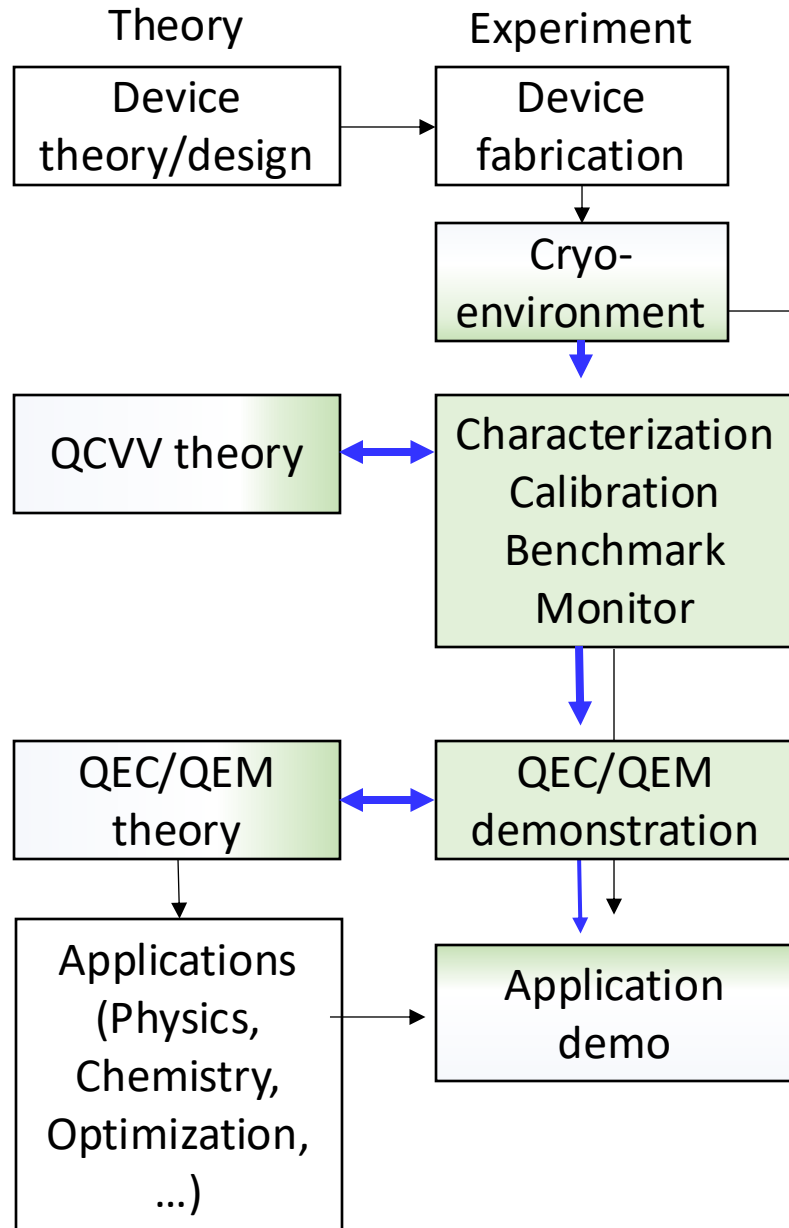 Theory
Experiment
Device
theory/design
Device
fabrication
Cryo-
environment
QCVV theory
Characterization
Calibration
Benchmark
Monitor
QEC/QEM
theory
QEC/QEM
demonstration
Applications
(Physics,
Chemistry,
Optimization,
…)
Application
demo